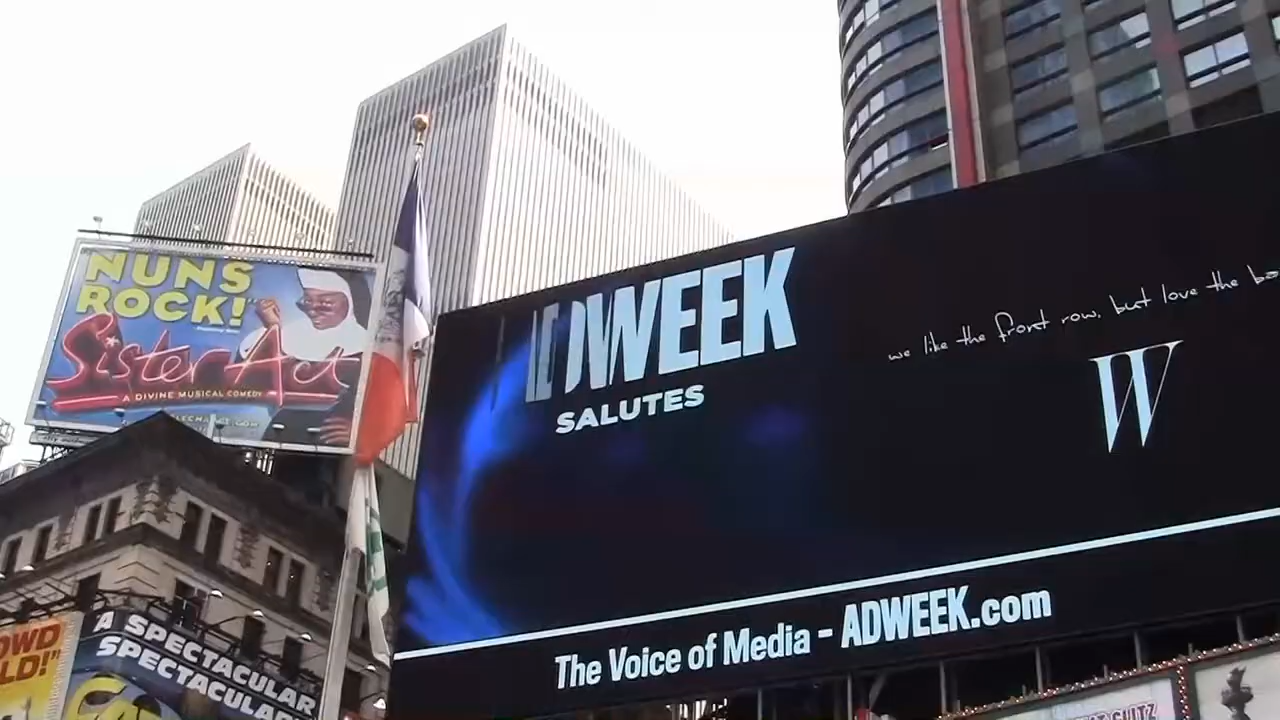 NUNS
ROCK!
Sister Act
A DIVINE MUSICAL COMEDY
ADWEEK
SALUTES
we like the front row, but love the
W
The Voice of Media - ADWEEK.com
A SPECTACULAR
SPECTACULAR